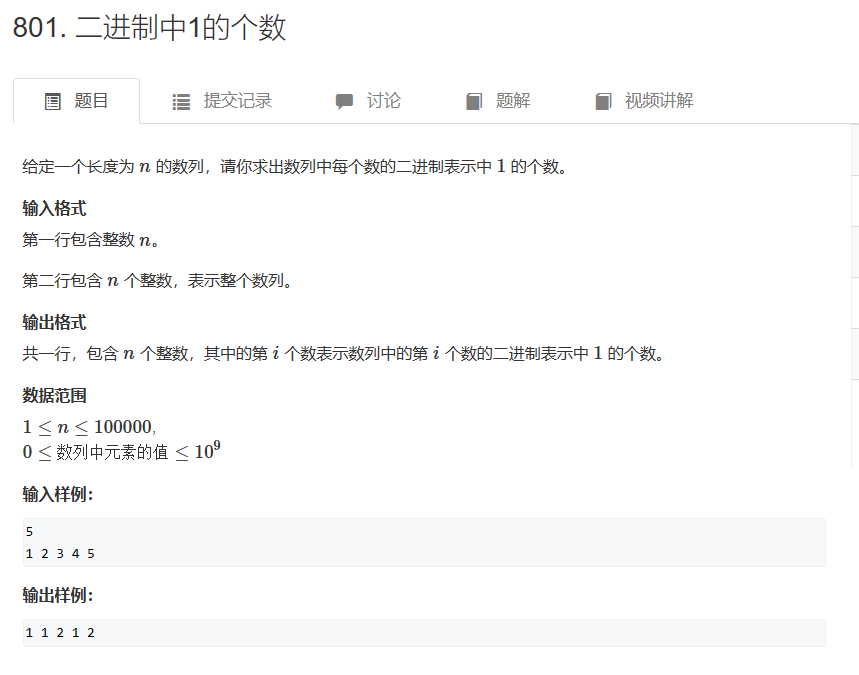 801. 二进制中1的个数
题目 提交记录 讨论 题解 视频讲解
给定一个长度为 n 的数列，请你求出数列中每个数的二进制表示中 1 的个数。
输入格式
第一行包含整数 n。
第二行包含 n 个整数，表示整个数列。
输出格式
共一行，包含 n 个整数，其中的第 i 个数表示数列中的第 i 个数的二进制表示中 1 的个数。
数据范围
1 ≤ n ≤ 100000,
0 ≤ 数列中元素的值 ≤ 10⁹
输入样例：
5
1 2 3 4 5
输出样例：
1 1 2 1 2